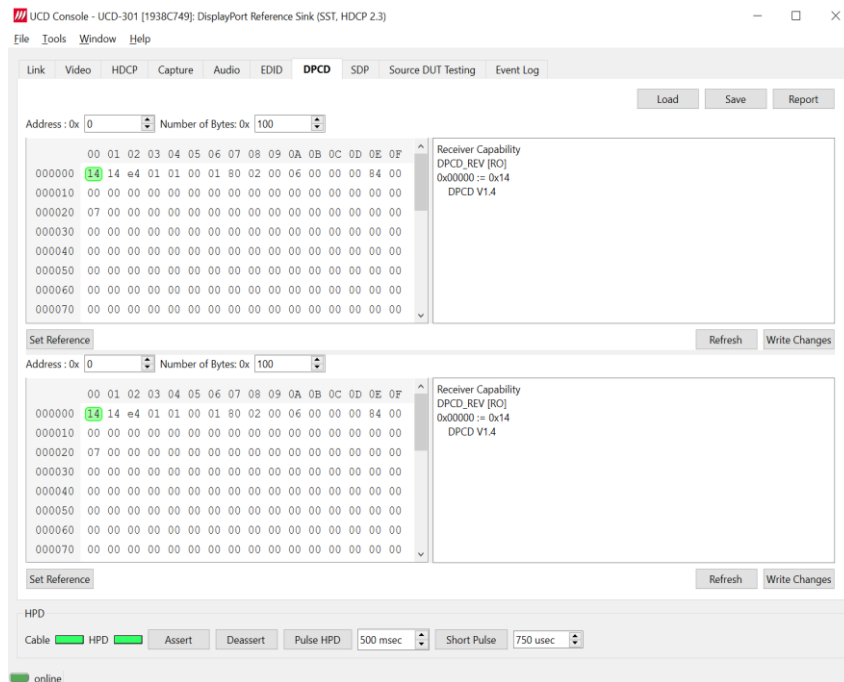 UCD Console - UCD-301 [1938C749]: DisplayPort Reference Sink (SST, HDCP 2.3)
File Tools Window Help
Link Video HDCP Capture Audio EDID DPCD SDP Source DUT Testing Event Log
Load Save Report
Address : 0x 0 Number of Bytes: 0x 100
00 01 02 03 04 05 06 07 08 09 0A 0B 0C 0D 0E 0F
000000 14 14 e4 01 01 00 01 80 02 00 06 00 00 00 84 00
000010 00 00 00 00 00 00 00 00 00 00 00 00 00 00 00 00
000020 07 00 00 00 00 00 00 00 00 00 00 00 00 00 00 00
000030 00 00 00 00 00 00 00 00 00 00 00 00 00 00 00 00
000040 00 00 00 00 00 00 00 00 00 00 00 00 00 00 00 00
000050 00 00 00 00 00 00 00 00 00 00 00 00 00 00 00 00
000060 00 00 00 00 00 00 00 00 00 00 00 00 00 00 00 00
000070 00 00 00 00 00 00 00 00 00 00 00 00 00 00 00 00
Receiver Capability
DPCD_REV [RO]
0x00000 := 0x14
DPCD V1.4
Set Reference Refresh Write Changes
Address : 0x 0 Number of Bytes: 0x 100
00 01 02 03 04 05 06 07 08 09 0A 0B 0C 0D 0E 0F
000000 14 14 e4 01 01 00 01 80 02 00 06 00 00 00 84 00
000010 00 00 00 00 00 00 00 00 00 00 00 00 00 00 00 00
000020 07 00 00 00 00 00 00 00 00 00 00 00 00 00 00 00
000030 00 00 00 00 00 00 00 00 00 00 00 00 00 00 00 00
000040 00 00 00 00 00 00 00 00 00 00 00 00 00 00 00 00
000050 00 00 00 00 00 00 00 00 00 00 00 00 00 00 00 00
000060 00 00 00 00 00 00 00 00 00 00 00 00 00 00 00 00
000070 00 00 00 00 00 00 00 00 00 00 00 00 00 00 00 00
Receiver Capability
DPCD_REV [RO]
0x00000 := 0x14
DPCD V1.4
Set Reference Refresh Write Changes
HPD
Cable HPD Assert Deassert Pulse HPD 500 msec Short Pulse 750 usec
online